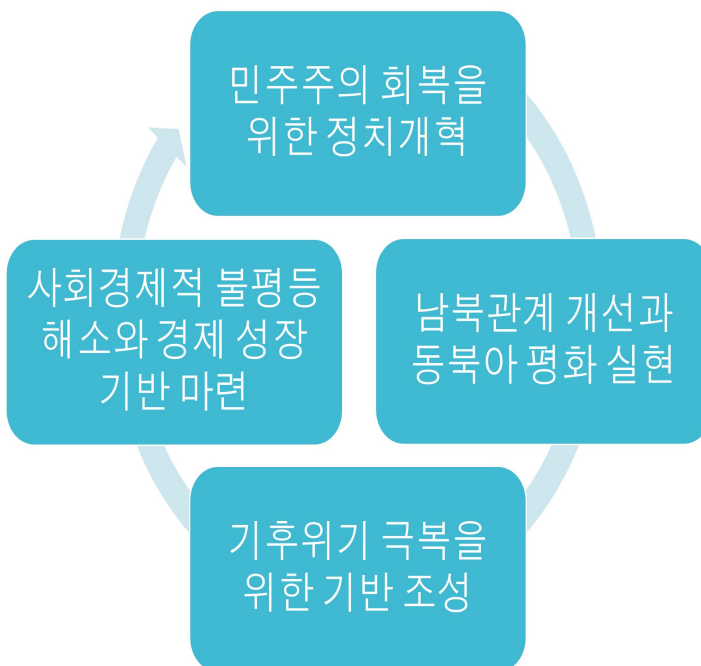 민주주의 회복을
위한 정치개혁
남북관계 개선과
동북아 평화 실현
기후위기 극복을
위한 기반 조성
사회경제적 불평등
해소와 경제 성장
기반 마련